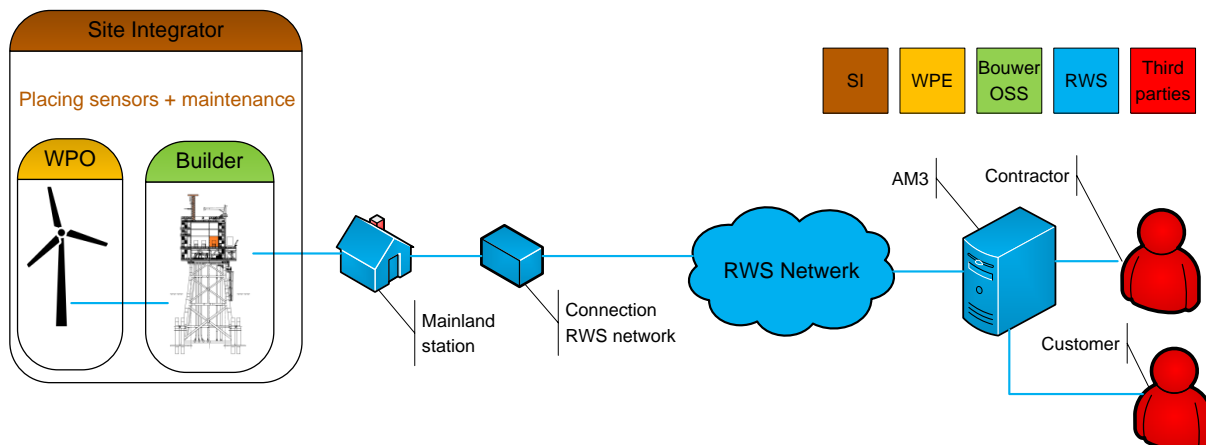 Site Integrator
Placing sensors + maintenance
WPO
Builder
SI
WPE
Bouwer
OSS
RWS
Third
parties
Mainland
station
Connection
RWS network
RWS Netwerk
AM3
Contractor
Customer